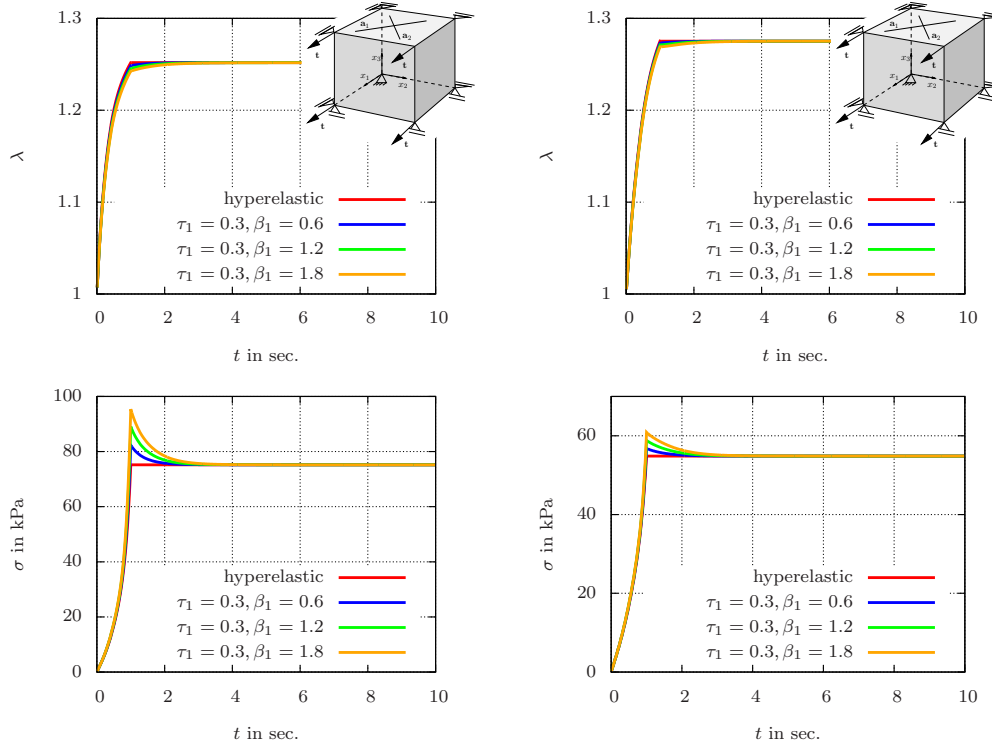 1.3
1.2
1.1
1
λ
0 2 4 6 8 10
t in sec.
hyperelastic
τ₁ = 0.3, β₁ = 0.6
τ₁ = 0.3, β₁ = 1.2
τ₁ = 0.3, β₁ = 1.8
a₁
a₂
x₃
x₁
x₂
t
t
t
1.3
1.2
1.1
1
λ
0 2 4 6 8 10
t in sec.
hyperelastic
τ₁ = 0.3, β₁ = 0.6
τ₁ = 0.3, β₁ = 1.2
τ₁ = 0.3, β₁ = 1.8
a₁
a₂
x₃
x₁
x₂
t
t
t
100
80
60
40
20
0
σ in kPa
0 2 4 6 8 10
t in sec.
hyperelastic
τ₁ = 0.3, β₁ = 0.6
τ₁ = 0.3, β₁ = 1.2
τ₁ = 0.3, β₁ = 1.8
60
40
20
0
σ in kPa
0 2 4 6 8 10
t in sec.
hyperelastic
τ₁ = 0.3, β₁ = 0.6
τ₁ = 0.3, β₁ = 1.2
τ₁ = 0.3, β₁ = 1.8